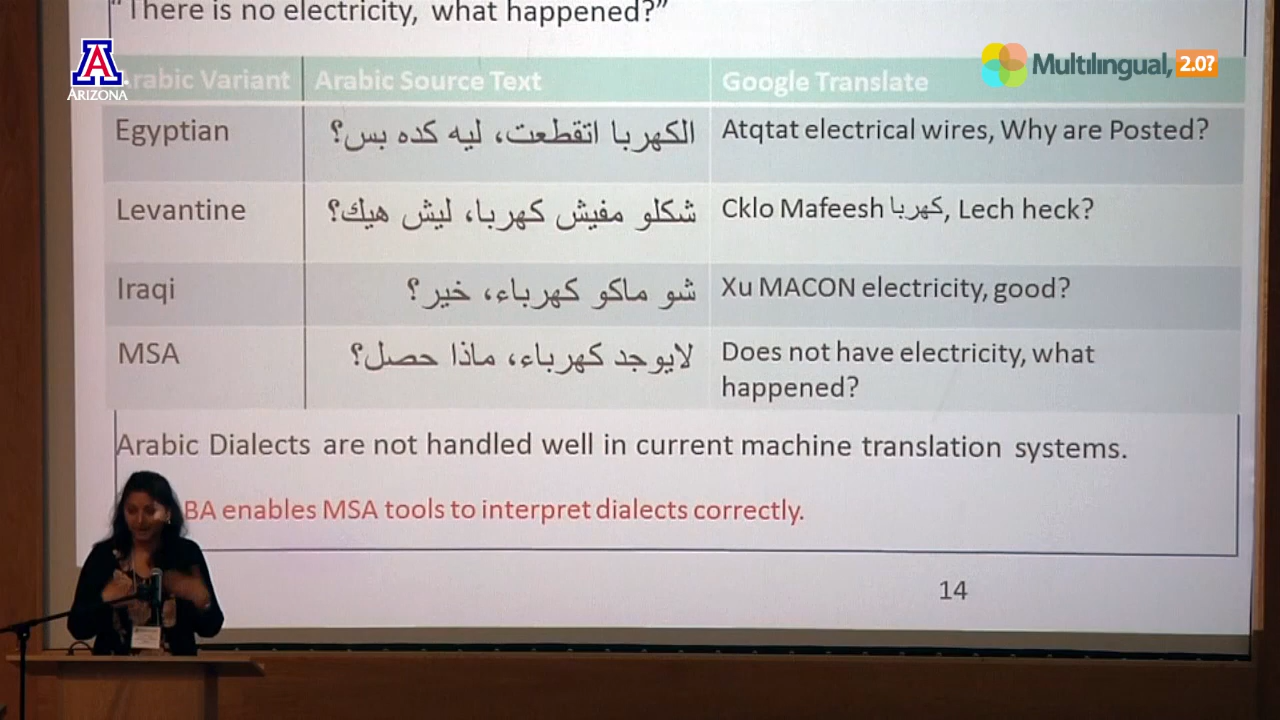 “There is no electricity, what happened?”
ARIZONA
Multilingual, 2.0?
Arabic Variant Arabic Source Text Google Translate
Egyptian الكهربا اتقطعت، ليه كده بس؟ Atqtat electrical wires, Why are Posted?
Levantine شكلو مفيش كهربا، ليش هيك؟ Cklo Mafeesh كهربا, Lech heck?
Iraqi شو ماكو كهرباء، خير؟ Xu MACON electricity, good?
MSA لايوجد كهرباء، ماذا حصل؟ Does not have electricity, what
happened?
Arabic Dialects are not handled well in current machine translation systems.
BA enables MSA tools to interpret dialects correctly.
14